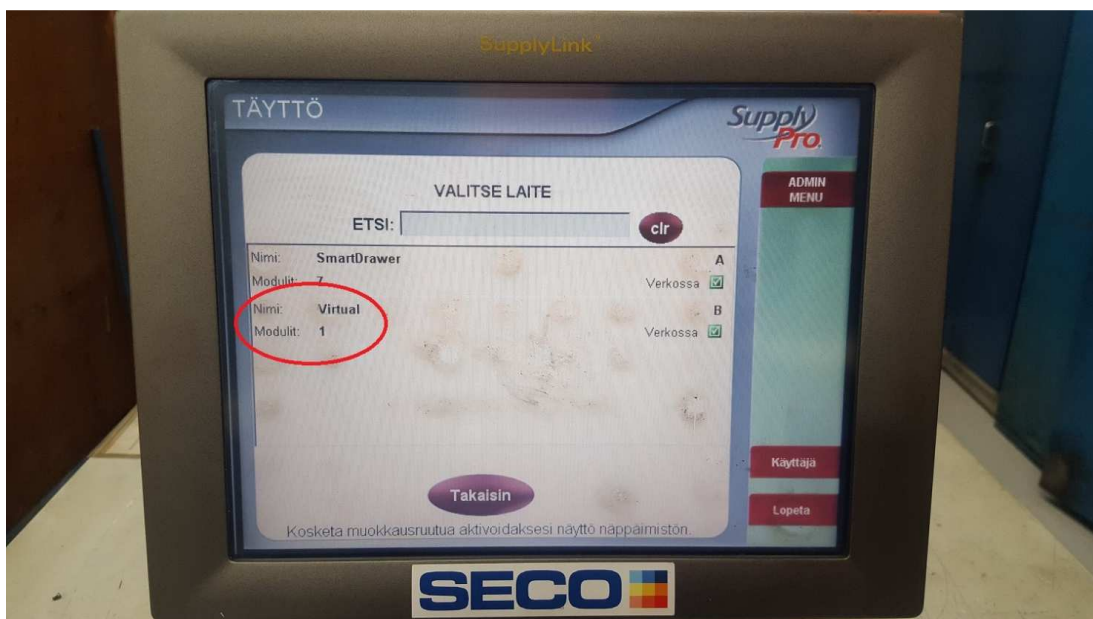 SupplyLink
TÄYTTÖ
Supply
Pro
VALITSE LAITE
ADMIN
MENU
ETSI:
clr
Nimi: SmartDrawer A
Modulit: 7 Verkossa
Nimi: Virtual B
Modulit: 1 Verkossa
Käyttäjä
Takaisin
Lopeta
Kosketa muokkausruutua aktivoidaksesi näyttö näppäimistön.
SECO